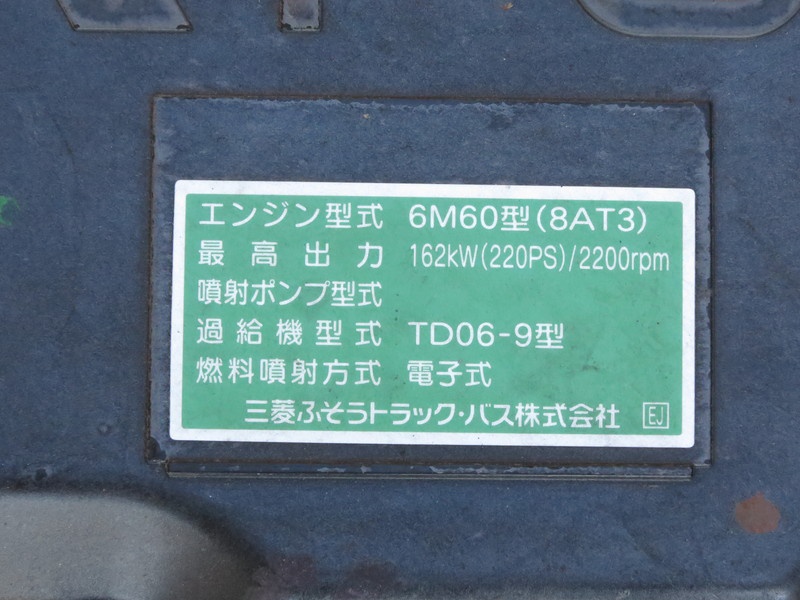 エンジン型式 6M60型(8AT3)
最高出力 162kW(220PS)/2200rpm
噴射ポンプ型式
過給機型式 TD06-9型
燃料噴射方式 電子式
三菱ふそうトラック・バス株式会社 EJ